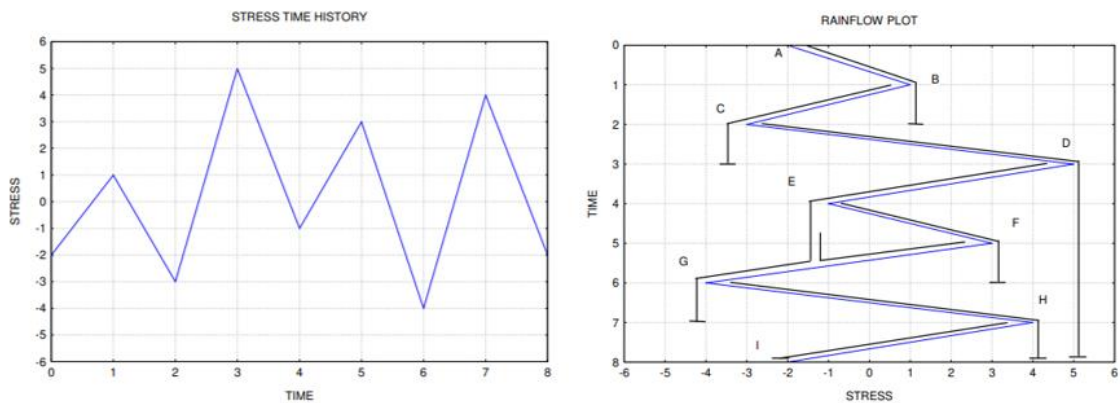 STRESS TIME HISTORY
6
5
4
3
2
1
0
-1
-2
-3
-4
-5
-6
STRESS
0 1 2 3 4 5 6 7 8
TIME
RAINFLOW PLOT
0
1
2
3
4
5
6
7
8
TIME
A
B
C
D
E
F
G
H
I
-6 -5 -4 -3 -2 -1 0 1 2 3 4 5 6
STRESS